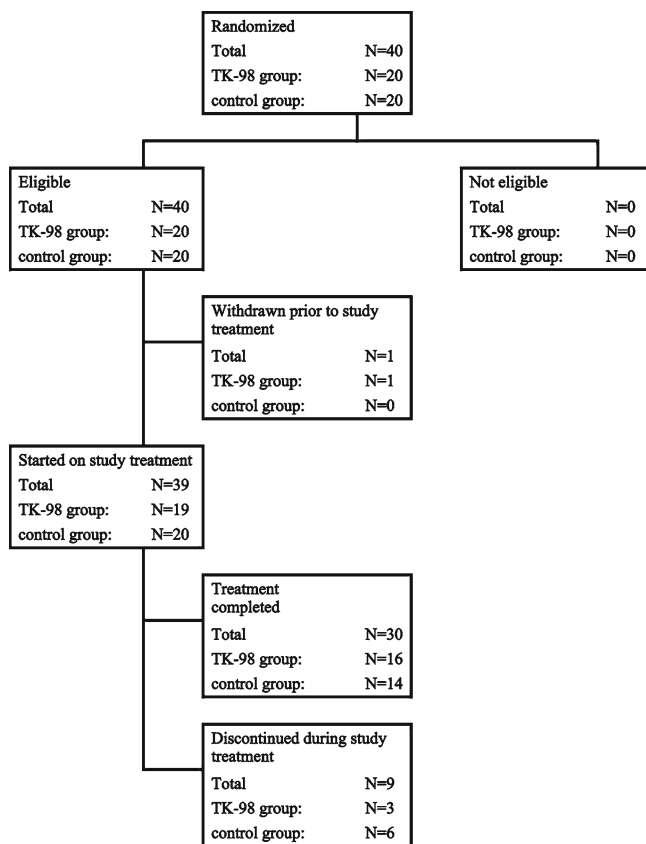 Randomized
Total N=40
TK-98 group: N=20
control group: N=20
Eligible
Total N=40
TK-98 group: N=20
control group: N=20
Not eligible
Total N=0
TK-98 group: N=0
control group: N=0
Withdrawn prior to study
treatment
Total N=1
TK-98 group: N=1
control group: N=0
Started on study treatment
Total N=39
TK-98 group: N=19
control group: N=20
Treatment
completed
Total N=30
TK-98 group: N=16
control group: N=14
Discontinued during study
treatment
Total N=9
TK-98 group: N=3
control group: N=6